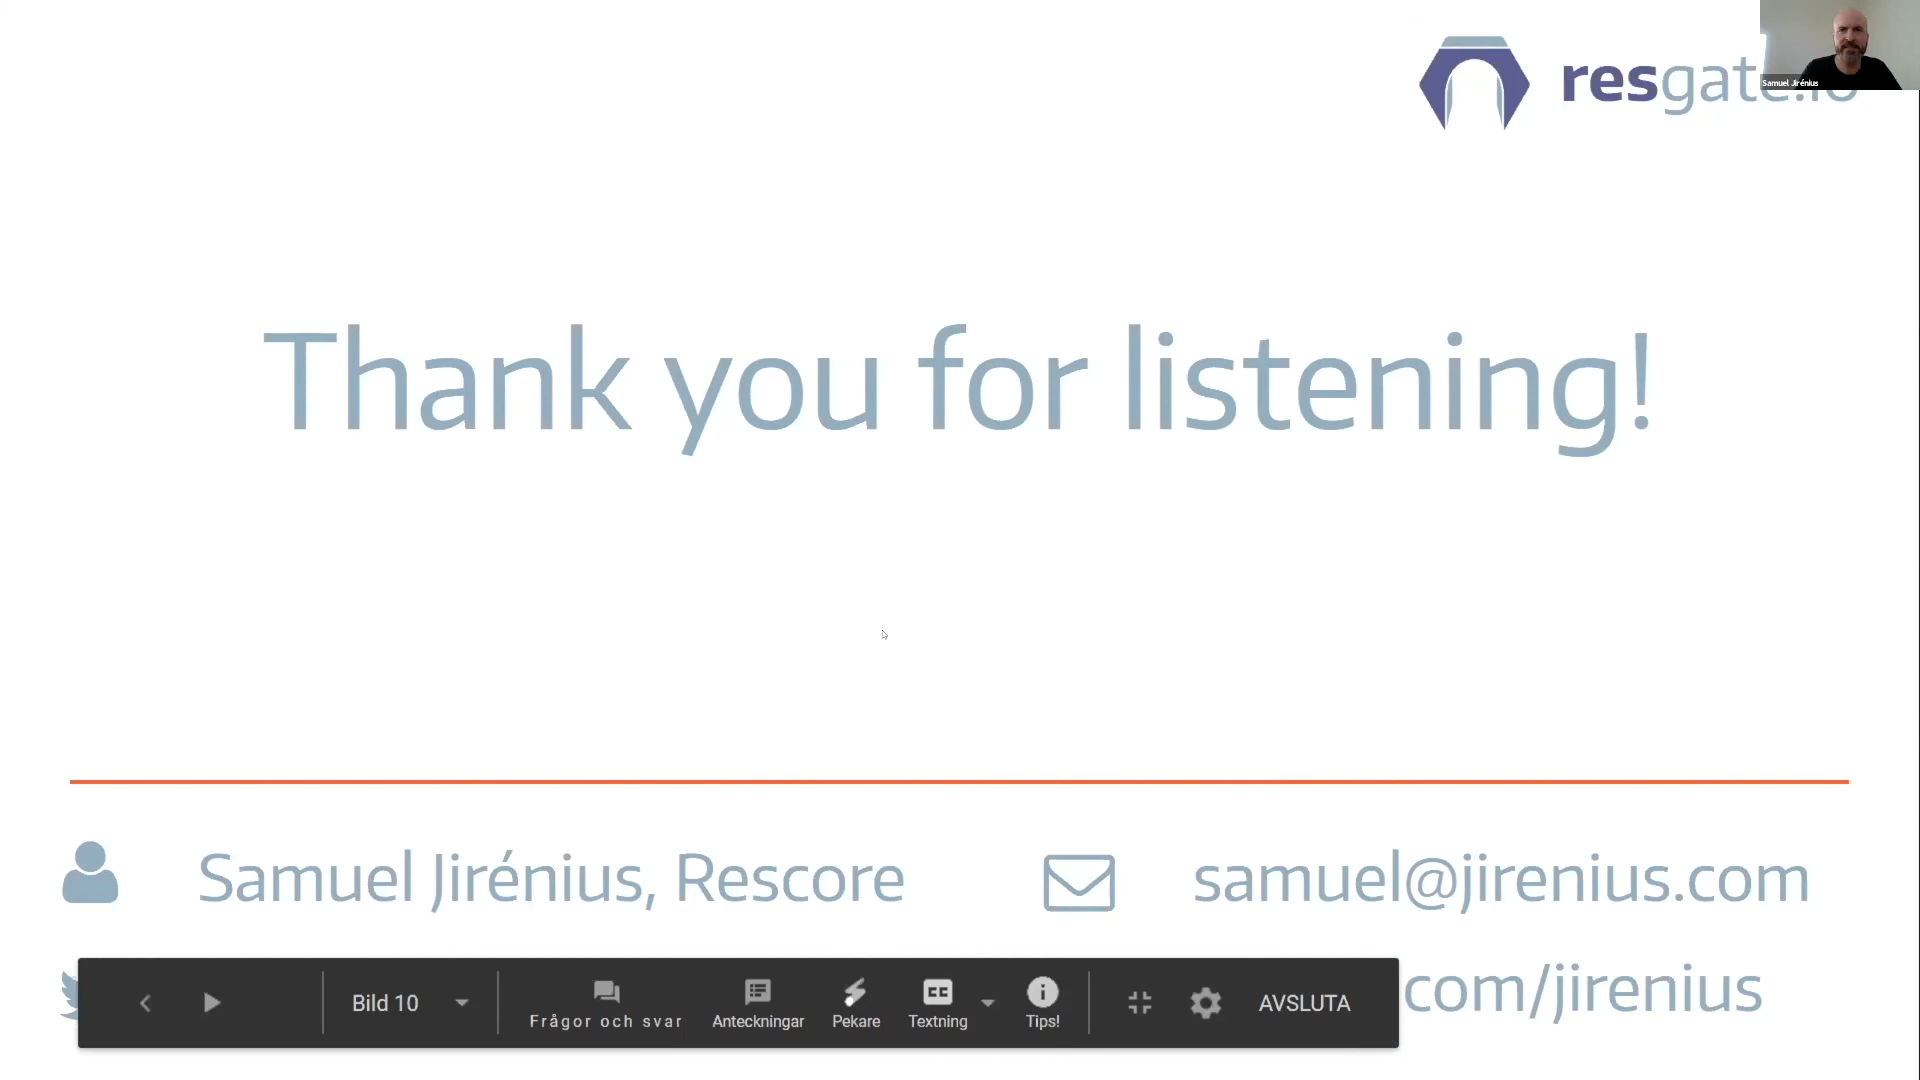 resgate.io
Samuel Jirénius
Thank you for listening!
Samuel Jirénius, Rescore
samuel@jirenius.com
com/jirenius
Bild 10
Frågor och svar
Anteckningar
Pekare
CC
Textning
Tips!
AVSLUTA